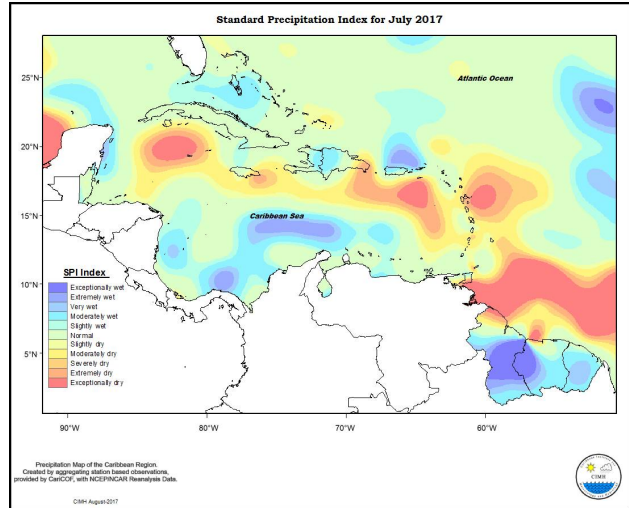 Standard Precipitation Index for July 2017
25°N
Atlantic Ocean
20°N
15°N
Caribbean Sea
SPI Index
10°N
Exceptionally wet
Extremely wet
Very wet
Moderately wet
Slightly wet
Normal
Slightly dry
5°N
Moderately dry
Severely dry
Extremely dry
Exceptionally dry
90°W
80°W
70°W
60°W
Precipitation Map of the Caribbean Region.
Created by aggregating station based observations,
provided by CariCOF, with NCEP/NCAR Reanalysis Data.
CIMH August-2017
CIMH